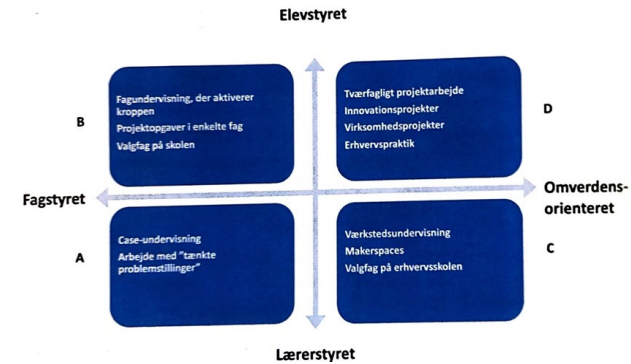 Elevstyret
B
Fagundervisning, der aktiverer
kroppen
Projektopgaver i enkelte fag
Valgfag på skolen
Tværfagligt projektarbejde
Innovationsprojekter
Virksomhedsprojekter
Erhvervspraktik
D
Fagstyret
Omverdens-
orienteret
A
Case-undervisning
Arbejde med "tænkte
problemstillinger"
Værkstedsundervisning
Makerspaces
Valgfag på erhvervsskolen
C
Lærerstyret